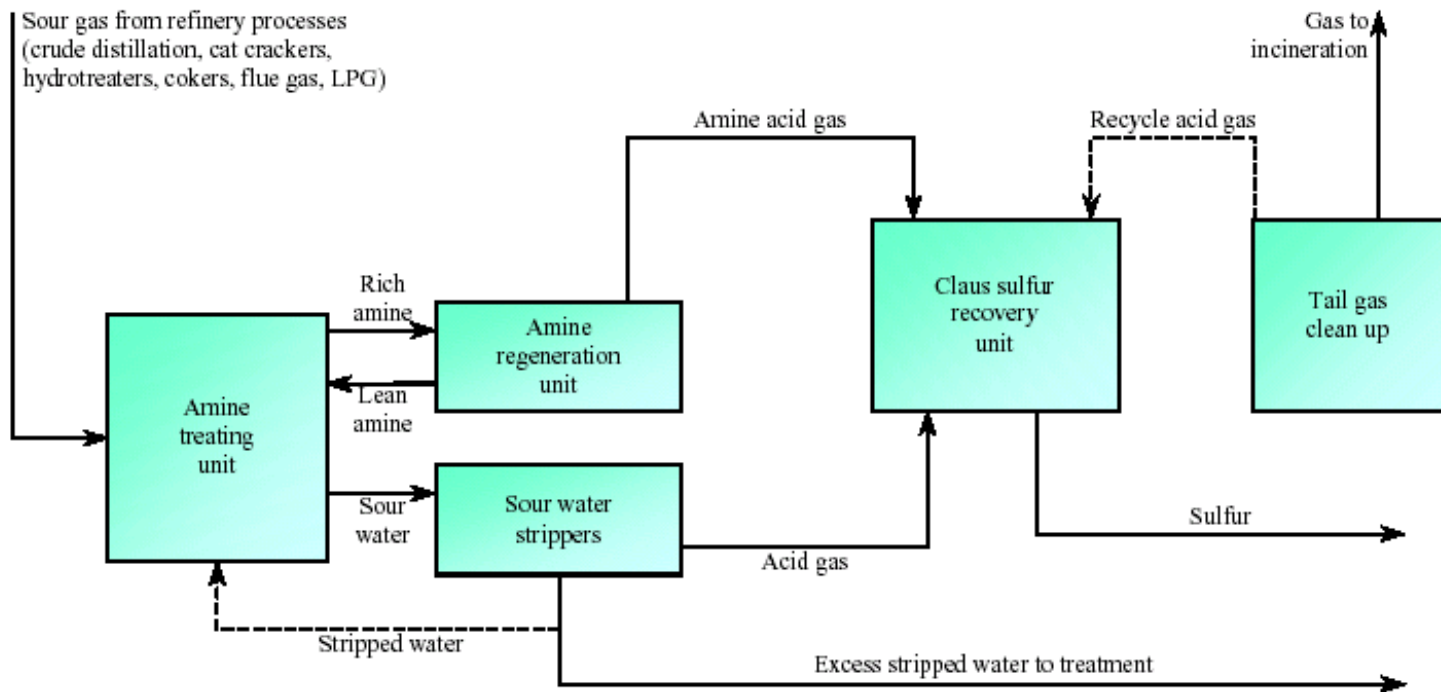 Sour gas from refinery processes
(crude distillation, cat crackers,
hydrotreaters, cokers, flue gas, LPG)
Gas to
incineration
Amine acid gas
Recycle acid gas
Rich
amine
Amine
regeneration
unit
Claus sulfur
recovery
unit
Tail gas
clean up
Lean
amine
Amine
treating
unit
Sour
water
Sour water
strippers
Acid gas
Sulfur
Stripped water
Excess stripped water to treatment